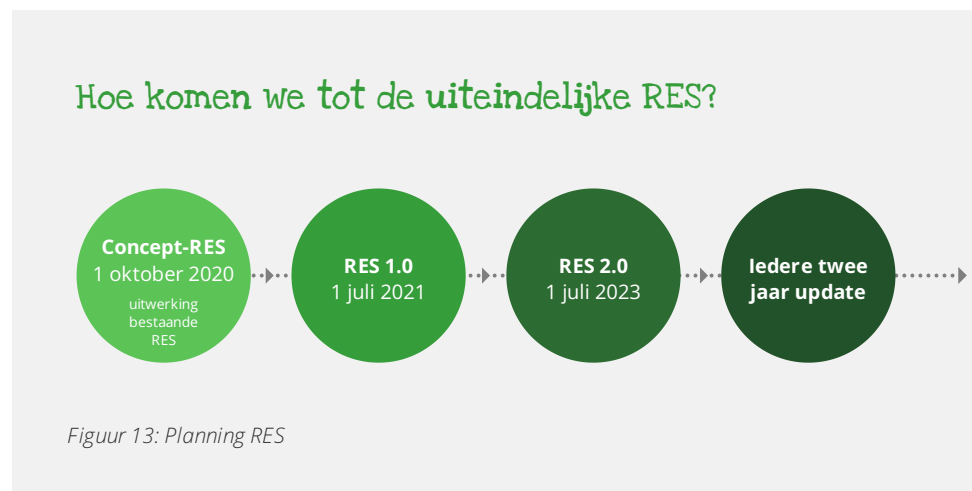 Hoe komen we tot de uiteindelijke RES?
Concept-RES
1 oktober 2020
uitwerking
bestaande
RES
RES 1.0
1 juli 2021
RES 2.0
1 juli 2023
Iedere twee
jaar update
Figuur 13: Planning RES